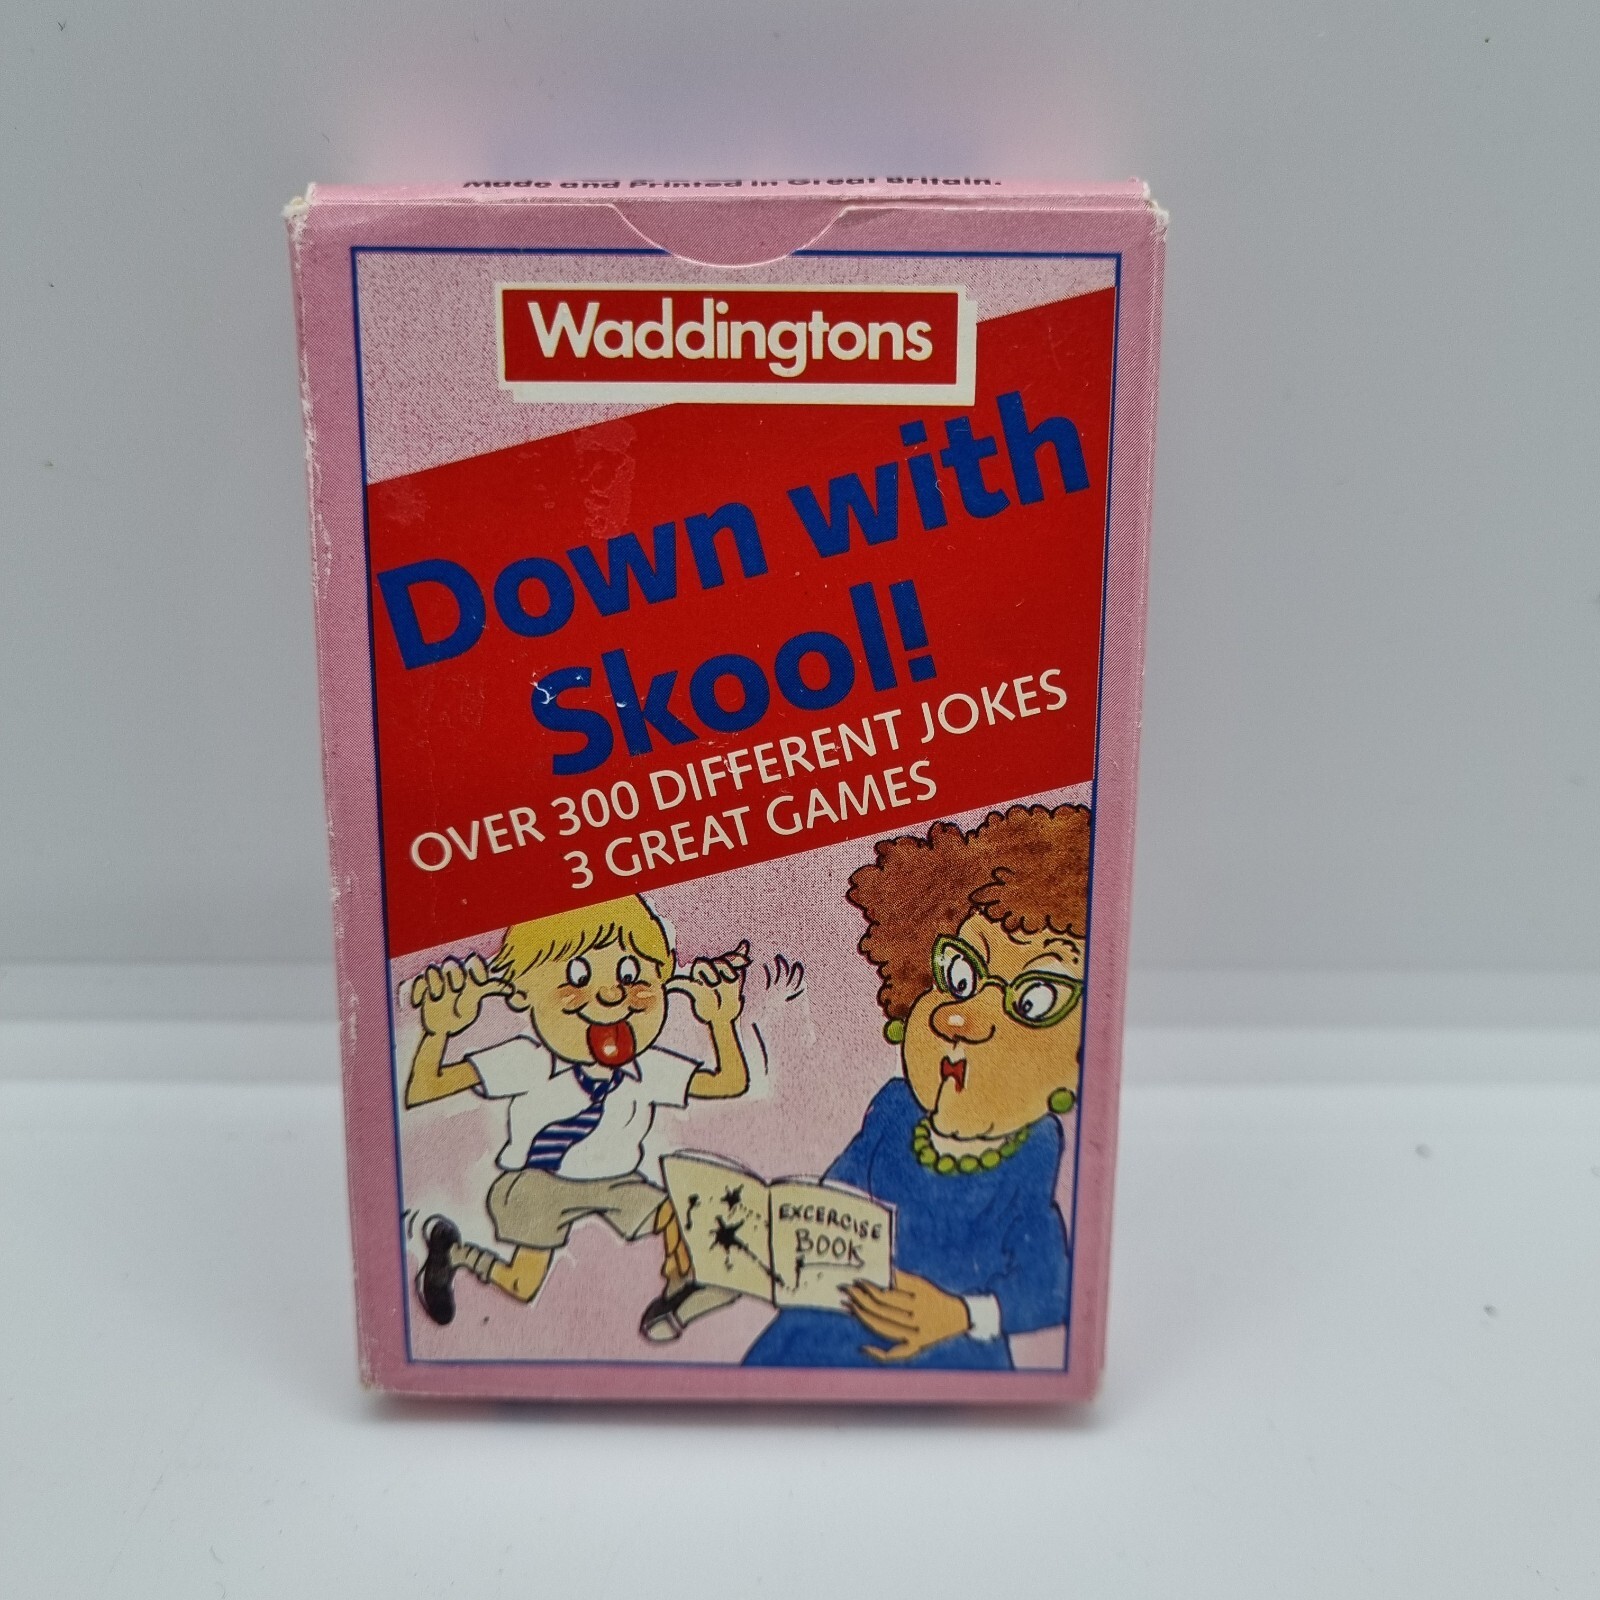 Made and Printed in Great Britain.
Waddingtons
Down with
Skool!
OVER 300 DIFFERENT JOKES
3 GREAT GAMES
EXCERCISE
BOOK